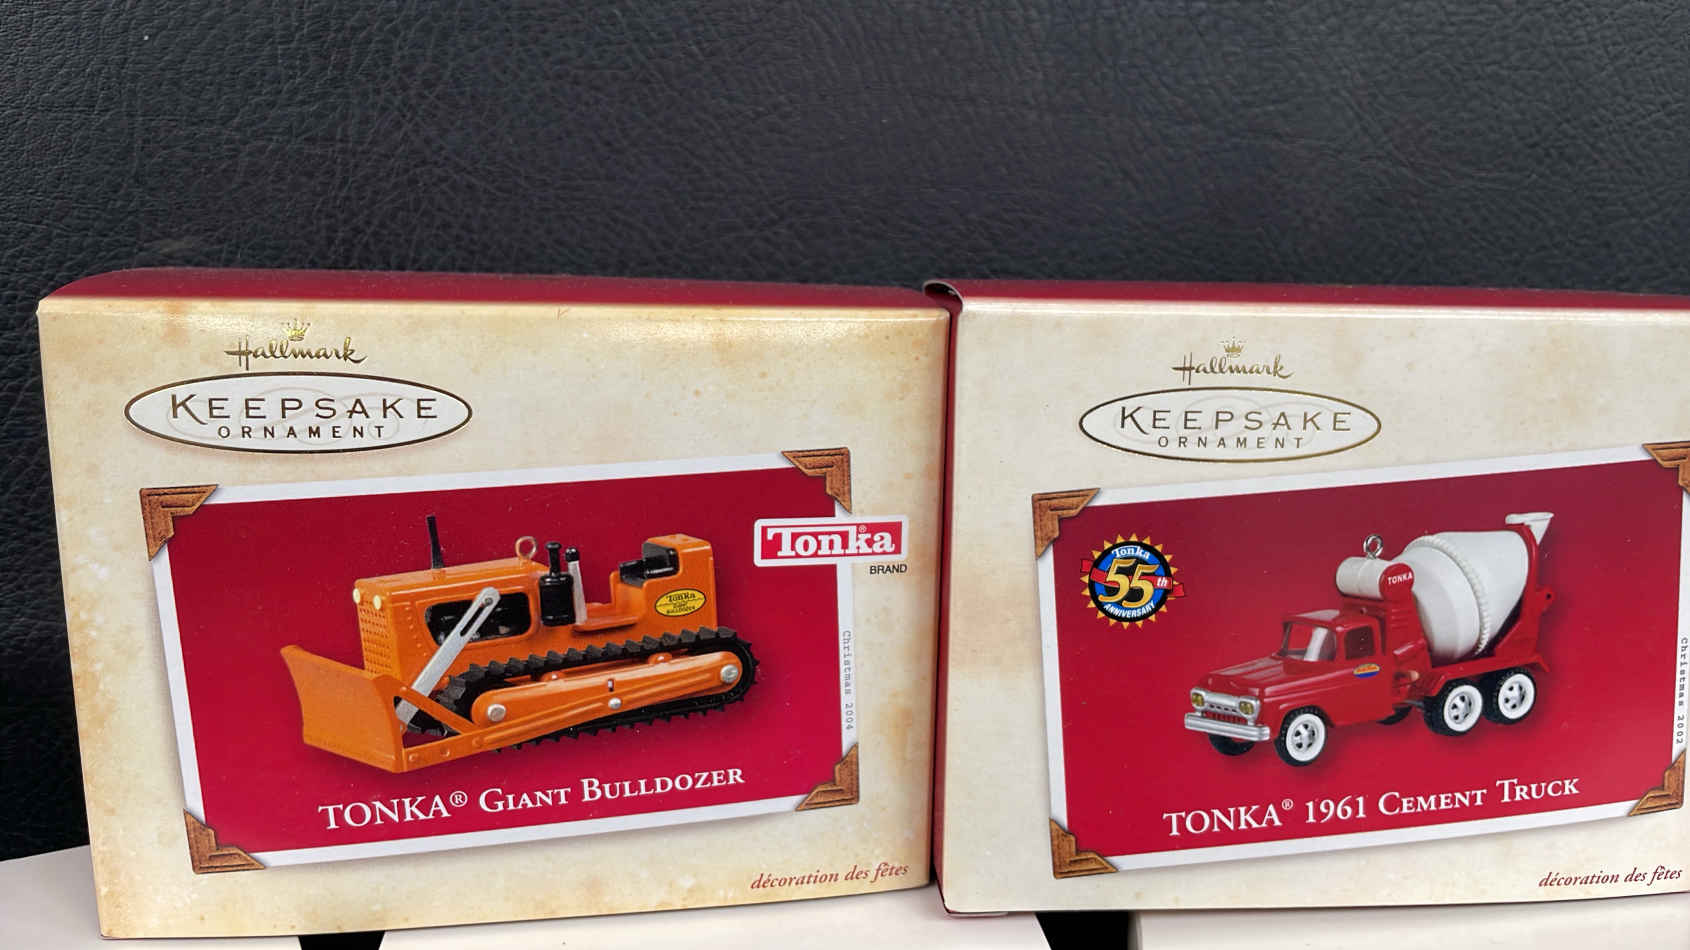 Hallmark
KEEPSAKE
ORNAMENT
Tonka®
BRAND
Tonka
Christmas 2004
TONKA® GIANT BULLDOZER
décoration des fêtes
Hallmark
KEEPSAKE
ORNAMENT
Tonka
55th
ANNIVERSARY
TONKA
Christmas 2002
TONKA® 1961 CEMENT TRUCK
décoration des fêtes